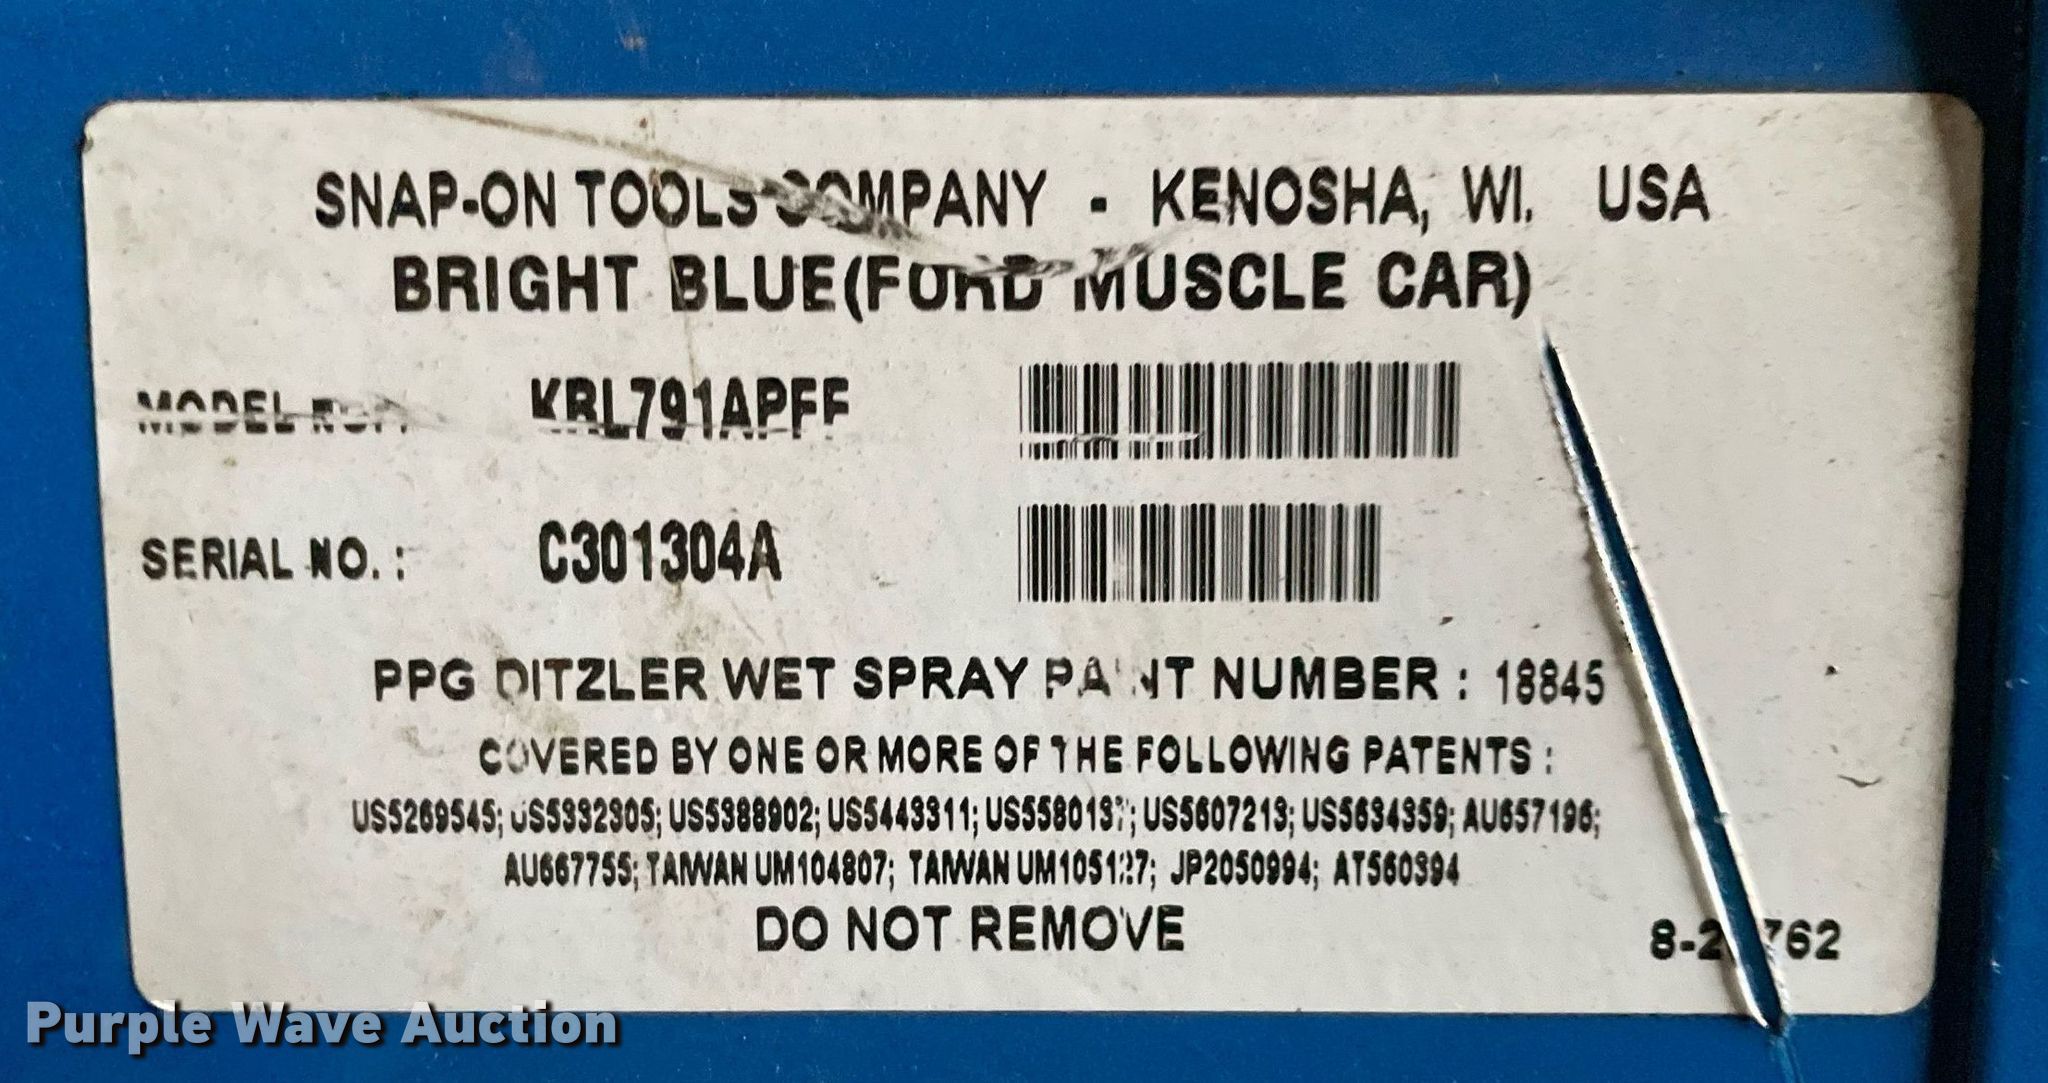 SNAP-ON TOOLS COMPANY - KENOSHA, WI. USA
BRIGHT BLUE(FORD MUSCLE CAR)
MODEL KRL791APFF
SERIAL NO. : C301304A
PPG DITZLER WET SPRAY PAINT NUMBER : 18845
COVERED BY ONE OR MORE OF THE FOLLOWING PATENTS :
US5269545; US5332305; US5388902; US5443311; US5607213; US5634359; AU657196;
AU667755; TAIWAN UM104807; TAIWAN JP2050994; AT560394
DO NOT REMOVE
Purple Wave Auction